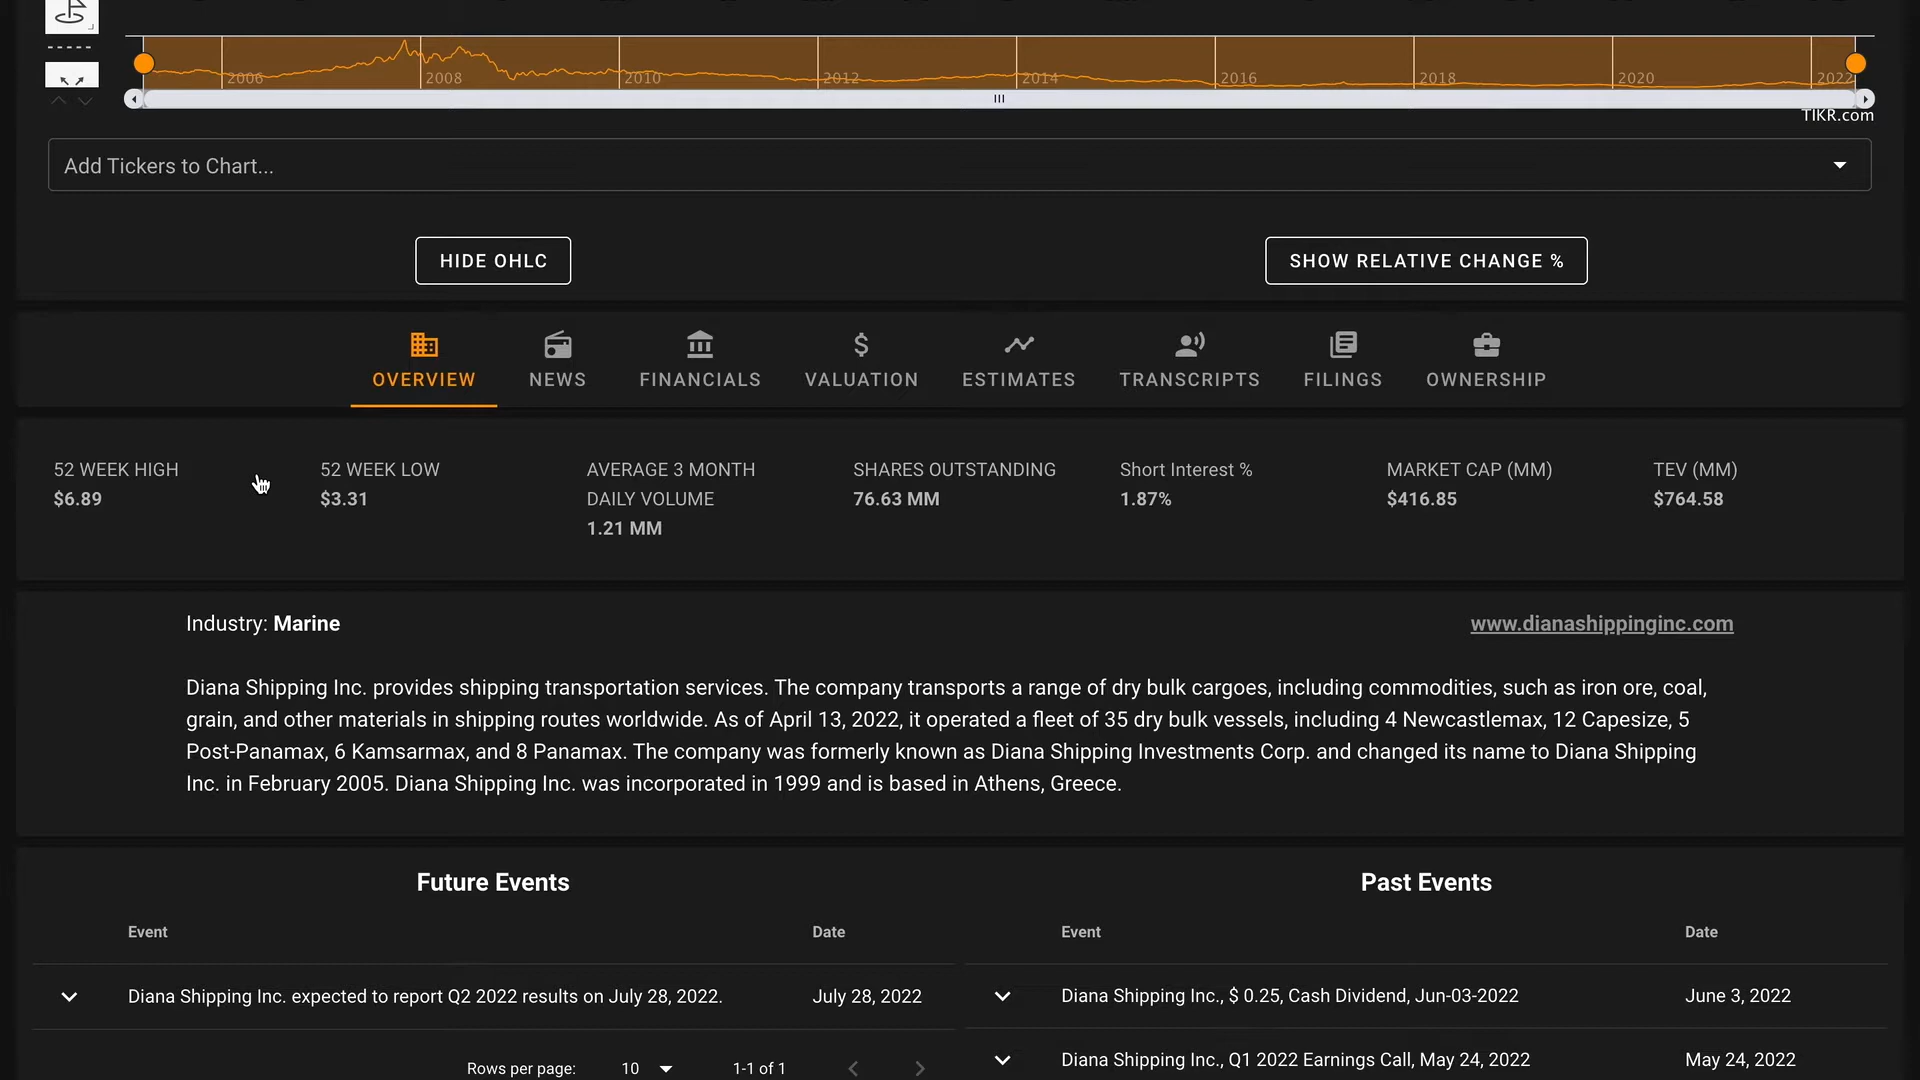 2006 2008 2010 2012 2014 2016 2018 2020 2022
TIKR.com
Add Tickers to Chart...
HIDE OHLC SHOW RELATIVE CHANGE %
OVERVIEW NEWS FINANCIALS VALUATION ESTIMATES TRANSCRIPTS FILINGS OWNERSHIP
52 WEEK HIGH
$6.89
52 WEEK LOW
$3.31
AVERAGE 3 MONTH
DAILY VOLUME
1.21 MM
SHARES OUTSTANDING
76.63 MM
Short Interest %
1.87%
MARKET CAP (MM)
$416.85
TEV (MM)
$764.58
Industry: Marine
www.dianashippinginc.com
Diana Shipping Inc. provides shipping transportation services. The company transports a range of dry bulk cargoes, including commodities, such as iron ore, coal,
grain, and other materials in shipping routes worldwide. As of April 13, 2022, it operated a fleet of 35 dry bulk vessels, including 4 Newcastlemax, 12 Capesize, 5
Post-Panamax, 6 Kamsarmax, and 8 Panamax. The company was formerly known as Diana Shipping Investments Corp. and changed its name to Diana Shipping
Inc. in February 2005. Diana Shipping Inc. was incorporated in 1999 and is based in Athens, Greece.
Future Events
Event Date
Diana Shipping Inc. expected to report Q2 2022 results on July 28, 2022. July 28, 2022
Rows per page: 10 1-1 of 1
Past Events
Event Date
Diana Shipping Inc., $ 0.25, Cash Dividend, Jun-03-2022 June 3, 2022
Diana Shipping Inc., Q1 2022 Earnings Call, May 24, 2022 May 24, 2022